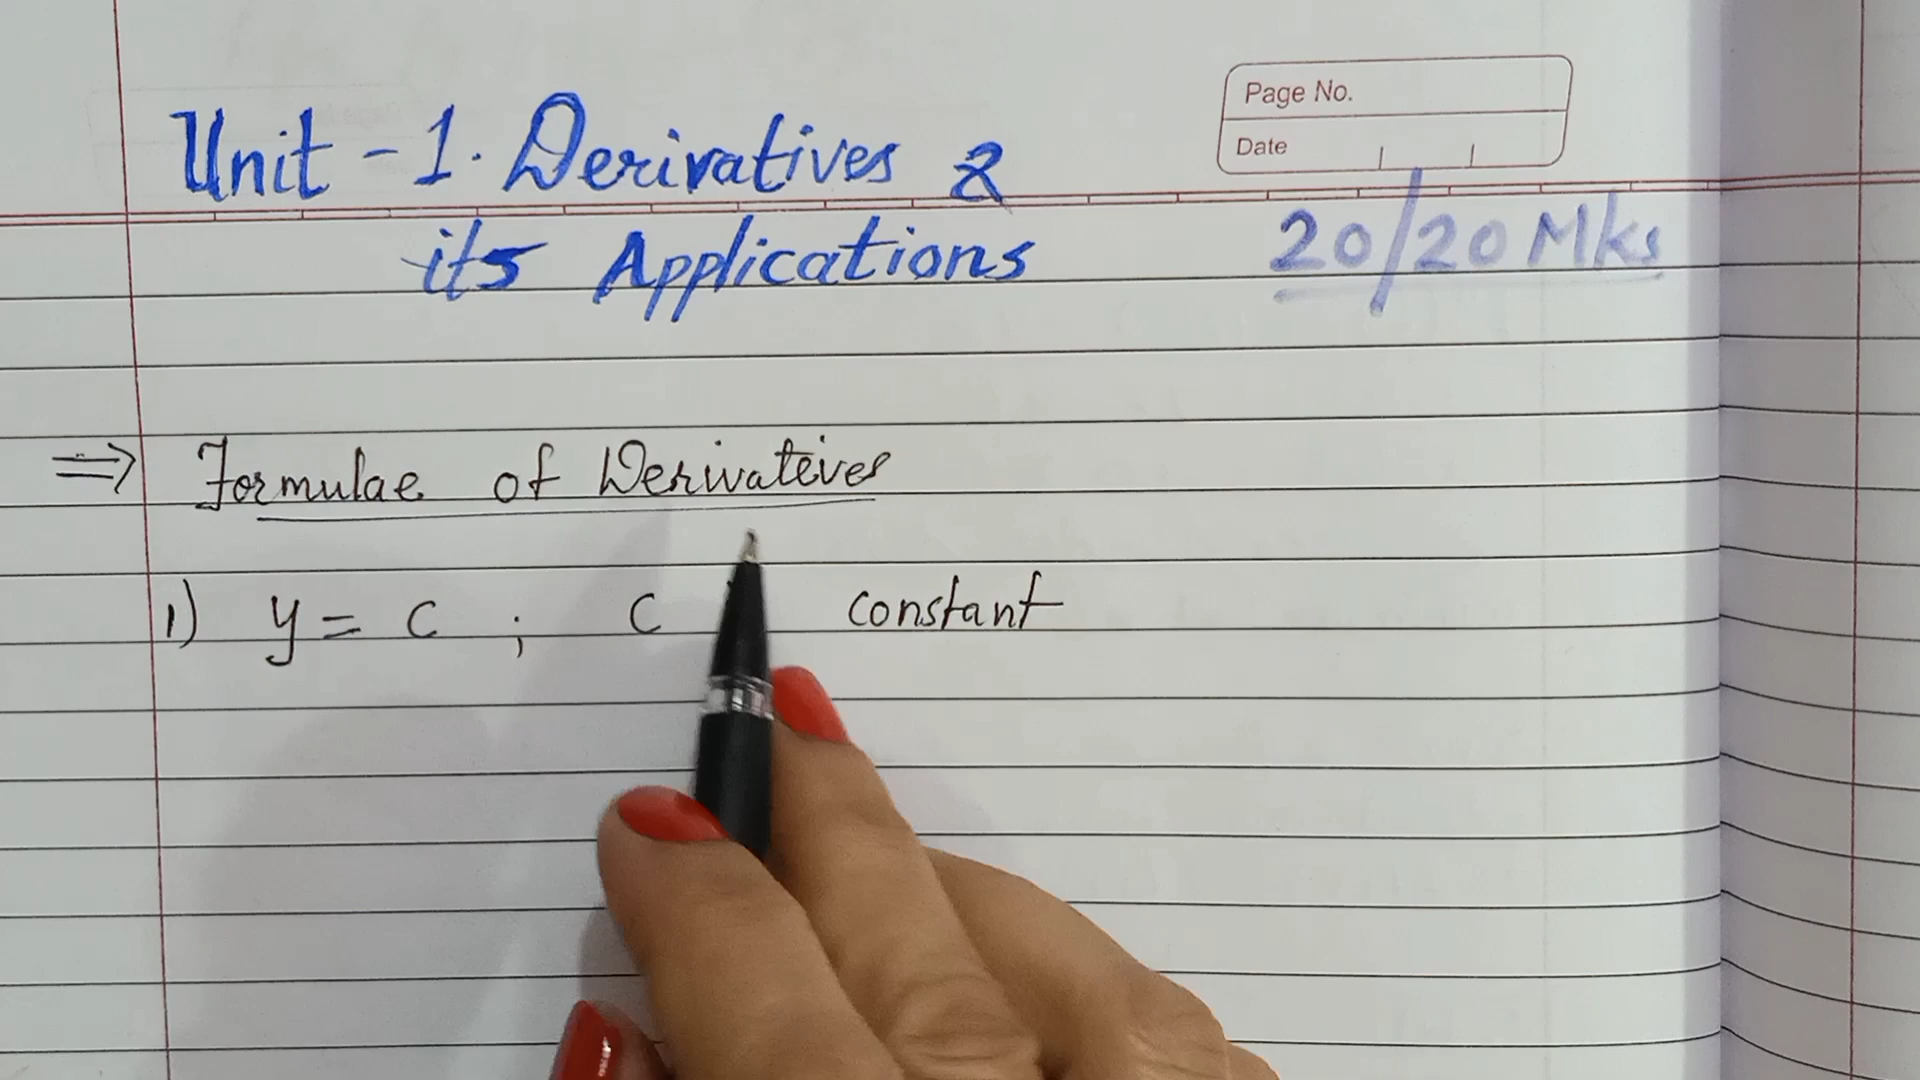 Page No.
Date
Unit - 1. Derivatives &
its Applications
20/20 Mks
⇒ Formulae of Derivatives
1) y = c ; c constant